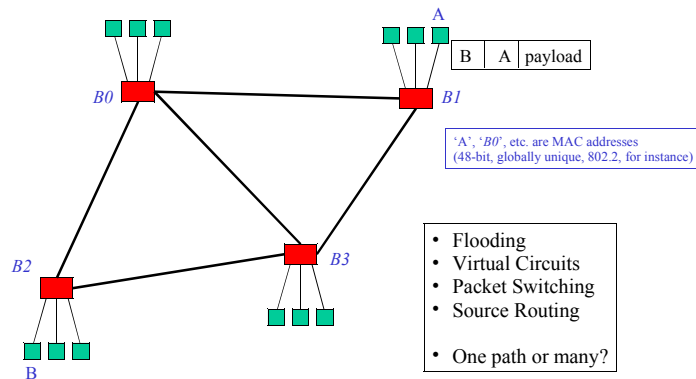 A
B A payload
B0
B1
‘A’, ‘B0’, etc. are MAC addresses
(48-bit, globally unique, 802.2, for instance)
B2
B3
B
• Flooding
• Virtual Circuits
• Packet Switching
• Source Routing
• One path or many?